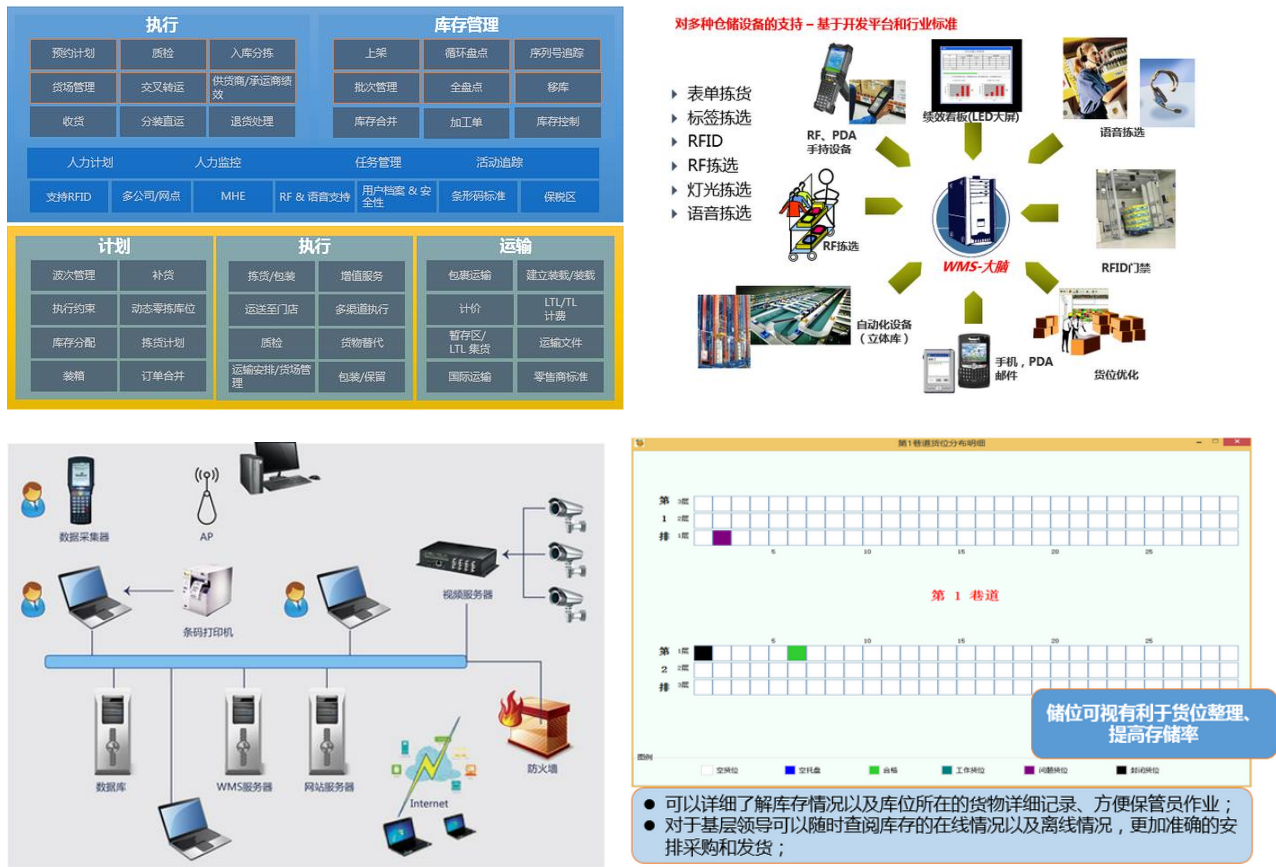 执行
库存管理
预约计划 质检 入库分拣
上架 循环盘点 序列号追踪
货场管理 交叉转运 供货商/承运商绩
效
批次管理 全盘点 移库
收货 分装直运 退货处理
库存合并 加工单 库存控制
人力计划 人力监控 任务管理 活动追踪
支持RFID 多公司/网点 MHE RF & 语音支持 用户档案 & 安
全性 条形码标准 保税区
计划
波次管理 补货
执行约束 动态零拣库位
库存分配 拣货计划
装箱 订单合并
执行
拣货/包装 增值服务
运送至门店 多渠道执行
质检 货物替代
运输安排/货场管
理 包装/保留
运输
包裹运输 建立装载/装载
计价 LTL/TL
计费
暂存区/
LTL 集货 运输文件
国际运输 零售商标准
对多种仓储设备的支持 – 基于开发平台和行业标准
表单拣货
标签拣选
RFID
RF拣选
灯光拣选
语音拣选
RF、PDA
手持设备
绩效看板(LED大屏)
语音拣选
RF拣选
WMS-大脑
RFID门禁
自动化设备
（立体库）
手机，PDA
邮件
货位优化
数据采集器
AP
条码打印机
视频服务器
数据库
WMS服务器
网站服务器
防火墙
Internet
第1巷道货位分布明细
第 3层
1 2层
排 1层
5 10 15 20 25
第 1 巷道
5 10 15 20 25
第 1层
2 2层
排 3层
储位可视有利于货位整理、
提高存储率
图例
空货位 空托盘 合格 工作货位 问题货位 封闭货位
● 可以详细了解库存情况以及库位所在的货物详细记录、方便保管员作业；
● 对于基层领导可以随时查阅库存的在线情况以及离线情况，更加准确的安
排采购和发货；